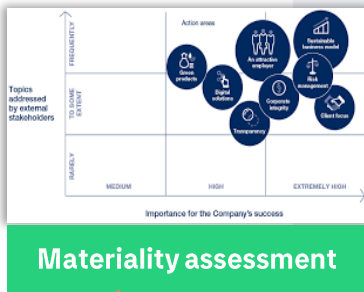 Action areas
FREQUENTLY
Sustainable
business model
An attractive
employer
Green
products
Risk
management
Topics
addressed
by external
stakeholders
TO SOME
EXTENT
Digital
solutions
Corporate
integrity
Client focus
Transparency
RARELY
MEDIUM
HIGH
EXTREMELY HIGH
Importance for the Company's success
Materiality assessment